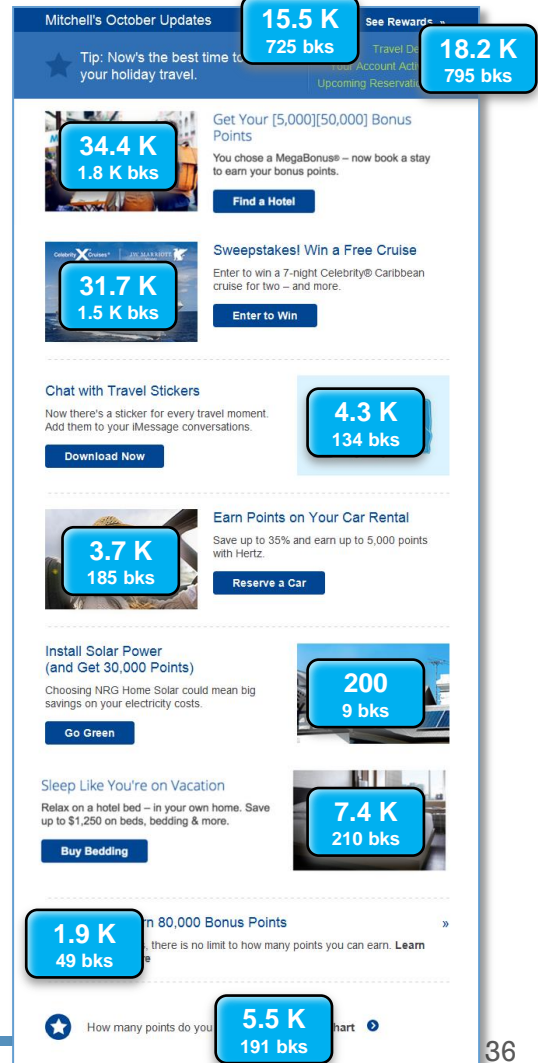 Mitchell's October Updates
15.5 K
725 bks
See Rewards »
Tip: Now's the best time to
your holiday travel.
Travel De
Your Account Acti
Upcoming Reservati
18.2 K
795 bks
34.4 K
1.8 K bks
Get Your [5,000][50,000] Bonus
Points
You chose a MegaBonus® – now book a stay
to earn your bonus points.
Find a Hotel
Celebrity X Cruises®
JW MARRIOTT
31.7 K
1.5 K bks
Sweepstakes! Win a Free Cruise
Enter to win a 7-night Celebrity® Caribbean
cruise for two – and more.
Enter to Win
Chat with Travel Stickers
Now there's a sticker for every travel moment.
Add them to your iMessage conversations.
Download Now
4.3 K
134 bks
3.7 K
185 bks
Earn Points on Your Car Rental
Save up to 35% and earn up to 5,000 points
with Hertz.
Reserve a Car
Install Solar Power
(and Get 30,000 Points)
Choosing NRG Home Solar could mean big
savings on your electricity costs.
Go Green
200
9 bks
Sleep Like You're on Vacation
Relax on a hotel bed – in your own home. Save
up to $1,250 on beds, bedding & more.
Buy Bedding
7.4 K
210 bks
1.9 K
49 bks
rn 80,000 Bonus Points »
, there is no limit to how many points you can earn. Learn
e
How many points do you
5.5 K
191 bks
hart
36